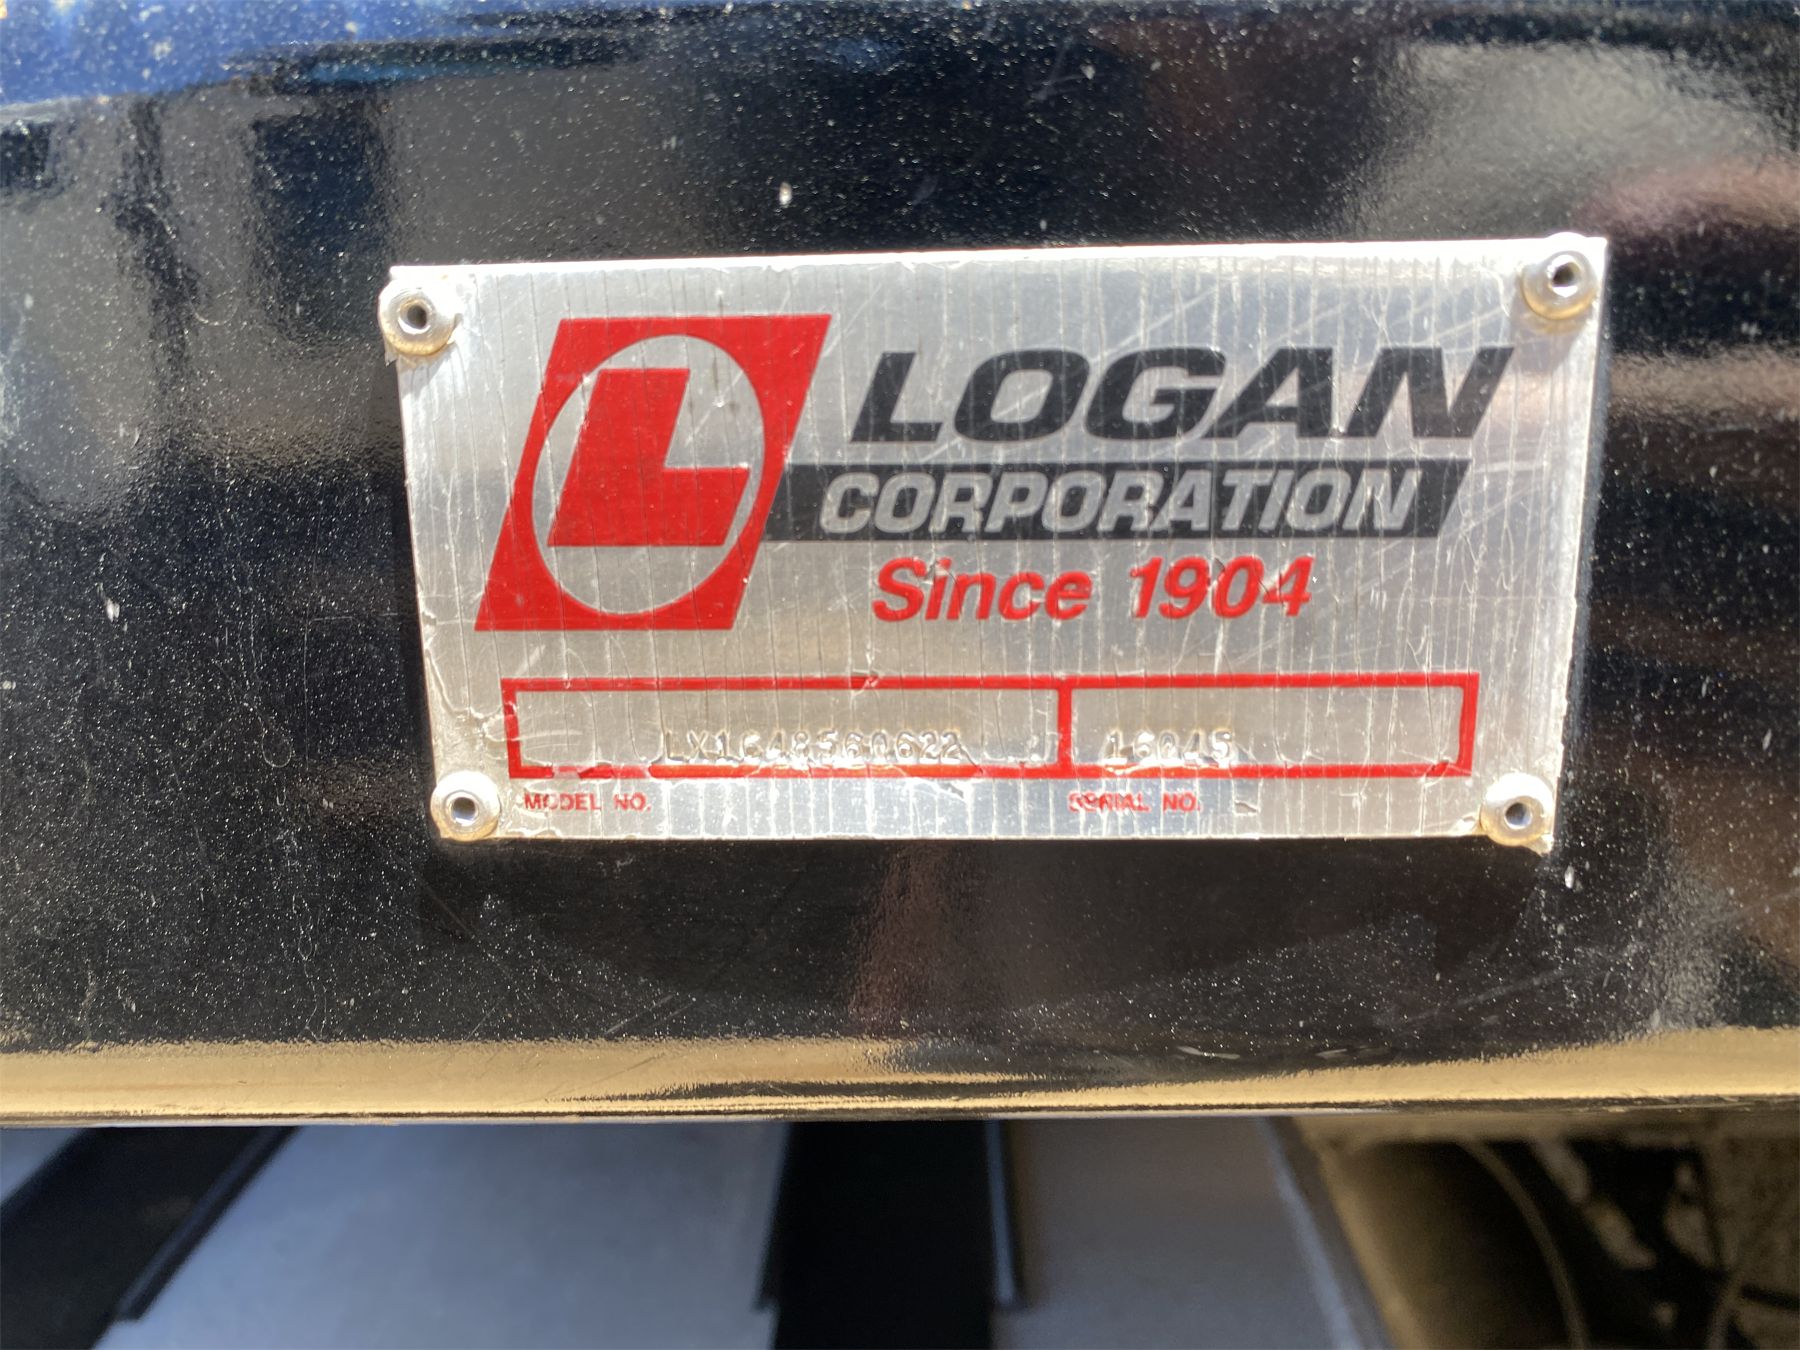 L
LOGAN
CORPORATION
Since 1904
LX1648560622 16045
MODEL NO. SERIAL NO.